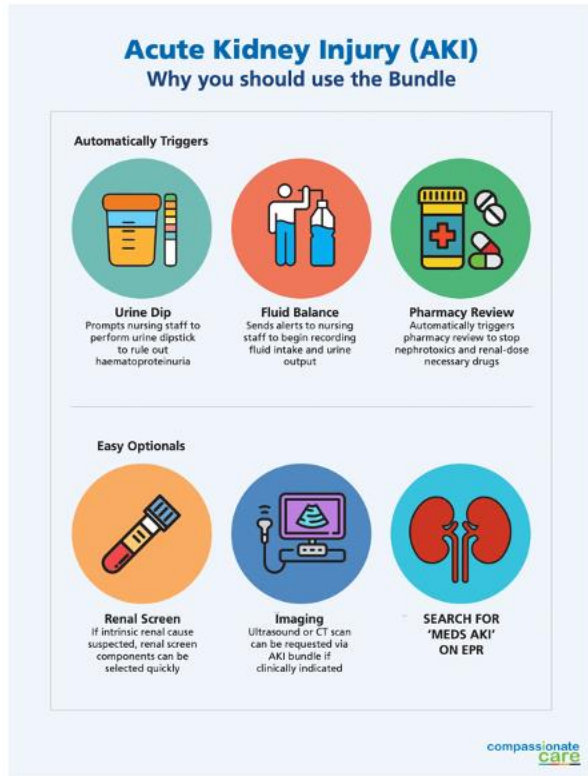 Acute Kidney Injury (AKI)
Why you should use the Bundle
Automatically Triggers
Urine Dip
Prompts nursing staff to
perform urine dipstick
to rule out
haematoproteinuria
Fluid Balance
Sends alerts to nursing
staff to begin recording
fluid intake and urine
output
Pharmacy Review
Automatically triggers
pharmacy review to stop
nephrotoxics and renal-dose
necessary drugs
Easy Optionals
Renal Screen
If intrinsic renal cause
suspected, renal screen
components can be
selected quickly
Imaging
Ultrasound or CT scan
can be requested via
AKI bundle if
clinically indicated
SEARCH FOR
'MEDS AKI'
ON EPR
compassionate
care